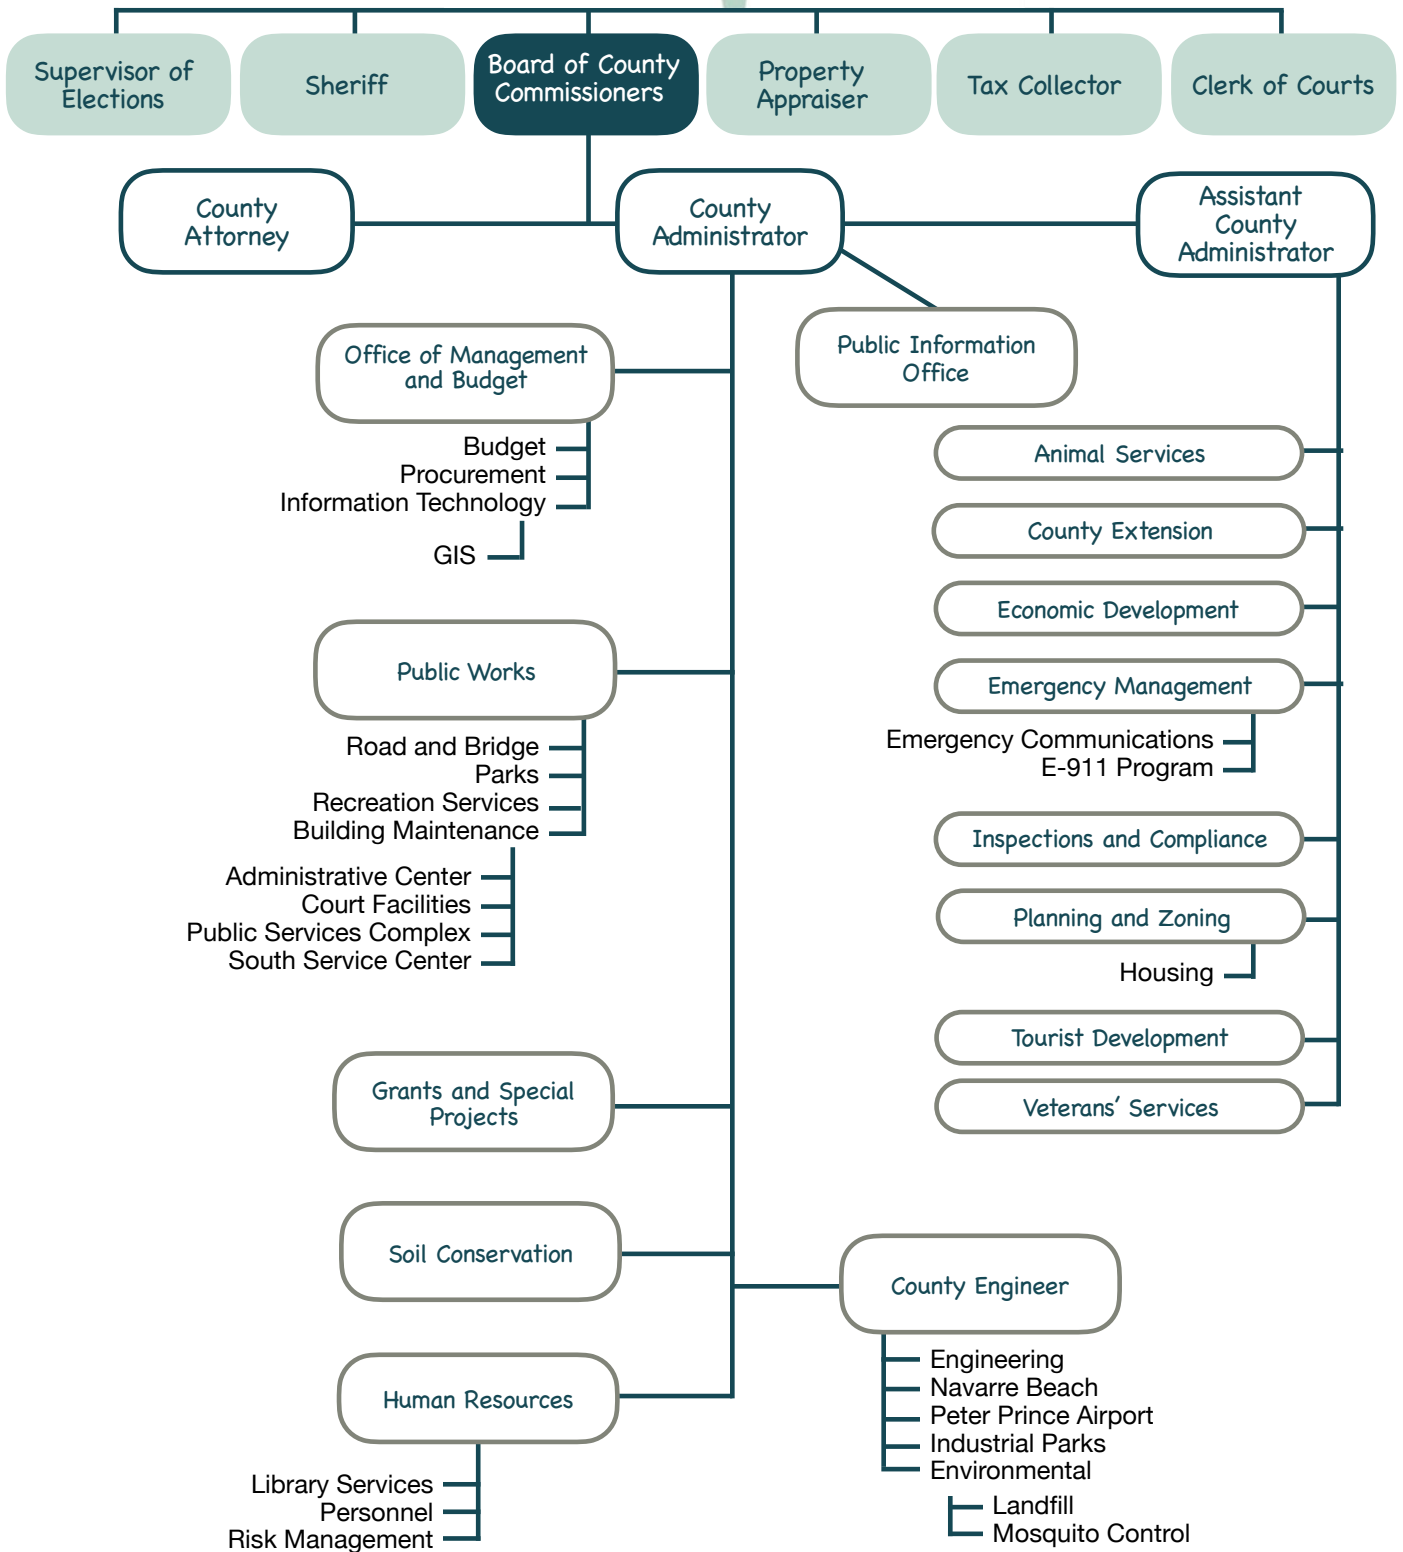 Supervisor of
Elections
Sheriff
Board of County
Commissioners
Property
Appraiser
Tax Collector
Clerk of Courts
County
Attorney
County
Administrator
Assistant
County
Administrator
Office of Management
and Budget
Public Information
Office
Budget
Procurement
Information Technology
GIS
Public Works
Road and Bridge
Parks
Recreation Services
Building Maintenance
Administrative Center
Court Facilities
Public Services Complex
South Service Center
Grants and Special
Projects
Soil Conservation
Human Resources
Library Services
Personnel
Risk Management
Animal Services
County Extension
Economic Development
Emergency Management
Emergency Communications
E-911 Program
Inspections and Compliance
Planning and Zoning
Housing
Tourist Development
Veterans’ Services
County Engineer
Engineering
Navarre Beach
Peter Prince Airport
Industrial Parks
Environmental
Landfill
Mosquito Control